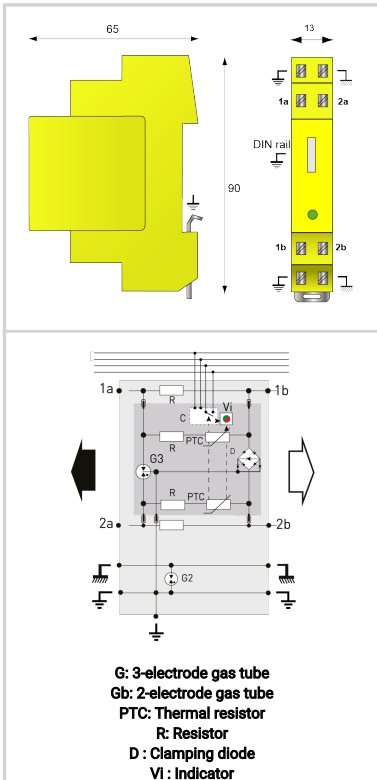 65
13
1a
2a
DIN rail
90
1b
2b
1a
1b
R
C
Vi
R
PTC
D
G3
R
PTC
2a
2b
R
G2
G: 3-electrode gas tube
Gb: 2-electrode gas tube
PTC: Thermal resistor
R: Resistor
D : Clamping diode
Vi : Indicator